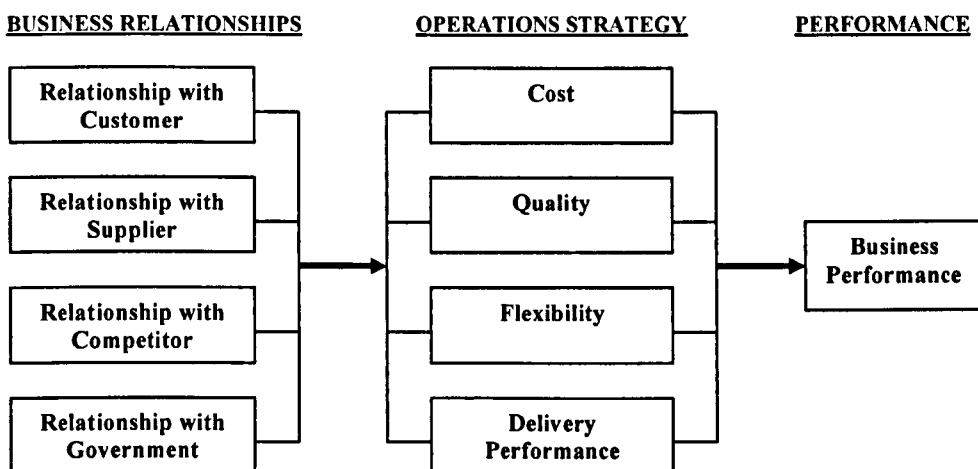 BUSINESS RELATIONSHIPS
OPERATIONS STRATEGY
PERFORMANCE
Relationship with
Customer
Relationship with
Supplier
Relationship with
Competitor
Relationship with
Government
Cost
Quality
Flexibility
Delivery
Performance
Business
Performance